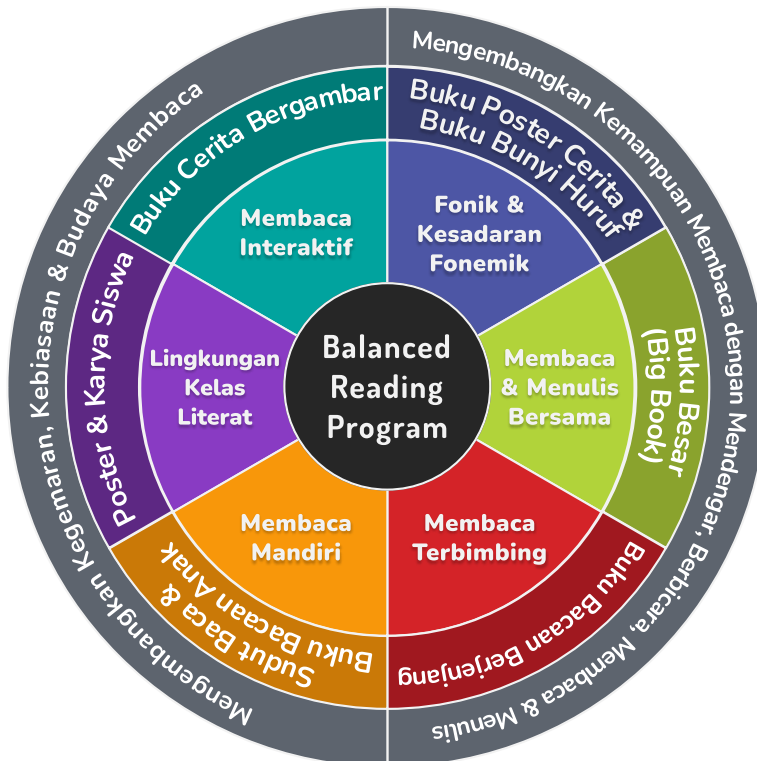 Mengembangkan Kemampuan Membaca dengan Mendengar, Berbicara, Membaca & Menulis
Mengembangkan Kegemaran, Kebiasaan & Budaya Membaca
Buku Poster Cerita &
Buku Bunyi Huruf
Fonik &
Kesadaran
Fonemik
Buku Besar
(Big Book)
Membaca
& Menulis
Bersama
Buku Bacaan Berjenjang
Membaca
Terbimbing
Sudut Baca &
Buku Bacaan Anak
Membaca
Mandiri
Poster & Karya Siswa
Lingkungan
Kelas
Literat
Buku Cerita Bergambar
Membaca
Interaktif
Balanced
Reading
Program